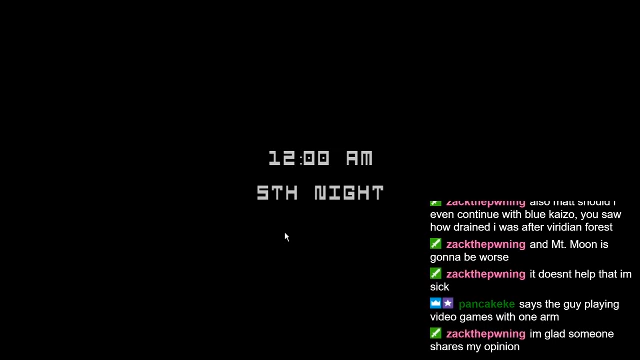 12:00 AM
5TH NIGHT
zackthepwning also matt should i
even continue with blue kaizo, you saw
how drained i was after viridian forest
zackthepwning and Mt. Moon is
gonna be worse
zackthepwning it doesnt help that im
sick
pancakeke says the guy playing
video games with one arm
zackthepwning im glad someone
shares my opinion